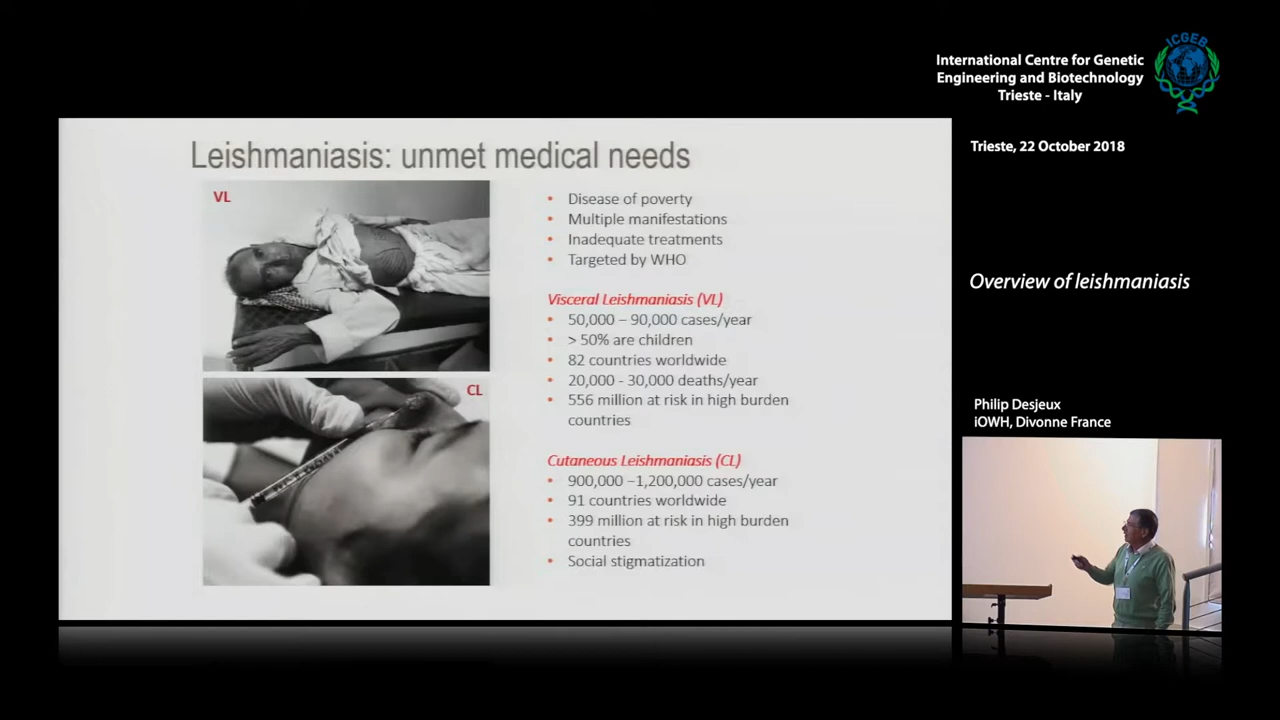 ICGEB
International Centre for Genetic
Engineering and Biotechnology
Trieste - Italy
Trieste, 22 October 2018
Overview of leishmaniasis
Philip Desjeux
iOWH, Divonne France
Leishmaniasis: unmet medical needs
VL
CL
• Disease of poverty
• Multiple manifestations
• Inadequate treatments
• Targeted by WHO
Visceral Leishmaniasis (VL)
• 50,000 – 90,000 cases/year
• > 50% are children
• 82 countries worldwide
• 20,000 - 30,000 deaths/year
• 556 million at risk in high burden
countries
Cutaneous Leishmaniasis (CL)
• 900,000 –1,200,000 cases/year
• 91 countries worldwide
• 399 million at risk in high burden
countries
• Social stigmatization